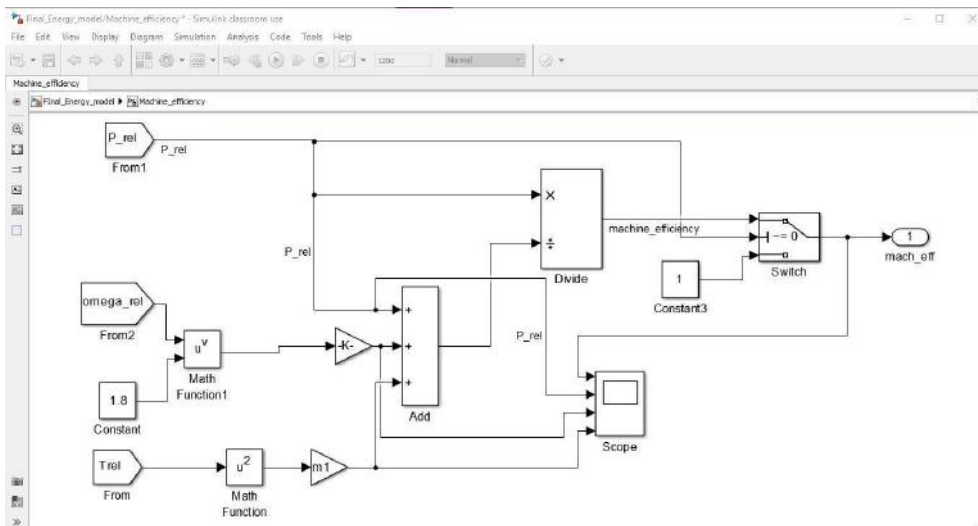 Final_Energy_model/Machine_efficiency * - Simulink classroom use
File Edit View Display Diagram Simulation Analysis Code Tools Help
1200 Normal
Machine_efficiency
Final_Energy_model Machine_efficiency
P_rel
P_rel
From1
×
machine_efficiency
~= 0
1
mach_eff
÷
Divide
Switch
P_rel
1
Constant3
omega_rel
From2
+
P_rel
u^v
-K-
+
Math
Function1
1.8
+
Constant
Add
Scope
Trel
u^2
m1
From
Math
Function